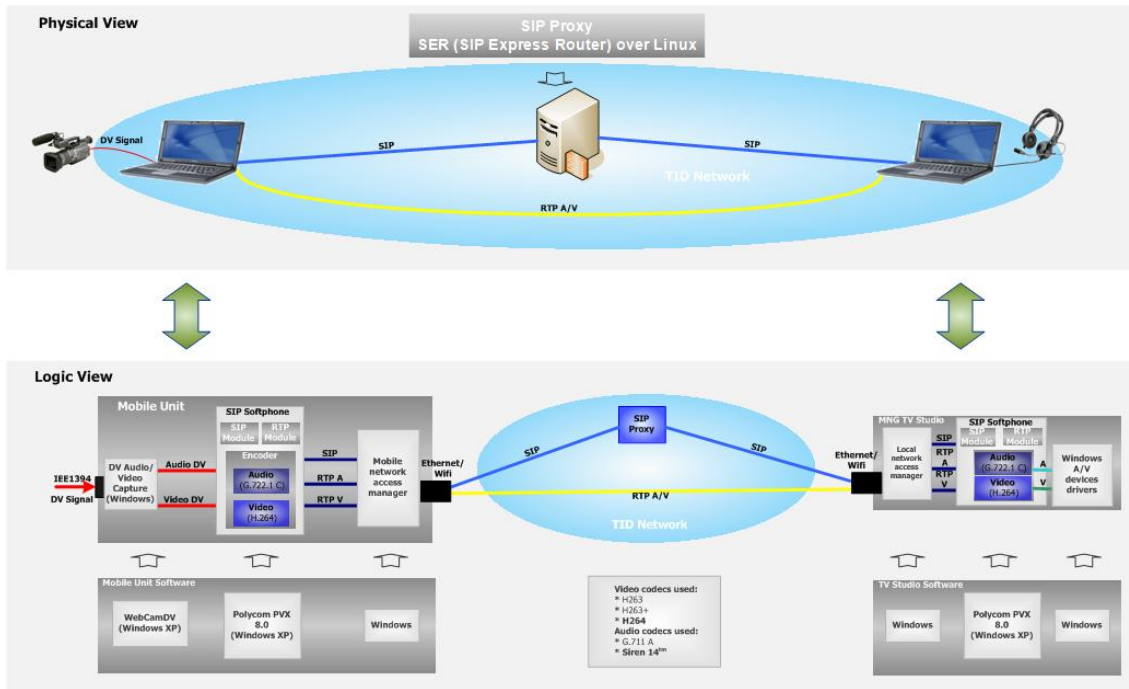 Physical View
SIP Proxy
SER (SIP Express Router) over Linux
DV Signal
SIP
SIP
TID Network
RTP A/V
Logic View
Mobile Unit
SIP Softphone
SIP
Module
RTP
Module
Encoder
Audio
(G.722.1 C)
Video
(H.264)
IEE1394
DV Signal
DV Audio/
Video
Capture
(Windows)
Audio DV
Video DV
SIP
RTP A
RTP V
Mobile
network
access
manager
Ethernet/
Wifi
SIP
SIP
Proxy
SIP
RTP A/V
TID Network
Ethernet/
Wifi
MNG TV Studio
Local
network
access
manager
SIP
RTP
A
RTP
V
SIP Softphone
SIP
Module
RTP
Module
Audio
(G.722.1 C)
Video
(H.264)
A
V
Windows
A/V
devices
drivers
Mobile Unit Software
WebCamDV
(Windows XP)
Polycom PVX
8.0
(Windows XP)
Windows
Video codecs used:
* H263
* H263+
* H264
Audio codecs used:
* G.711 A
* Siren 14tm
TV Studio Software
Windows
Polycom PVX
8.0
(Windows XP)
Windows